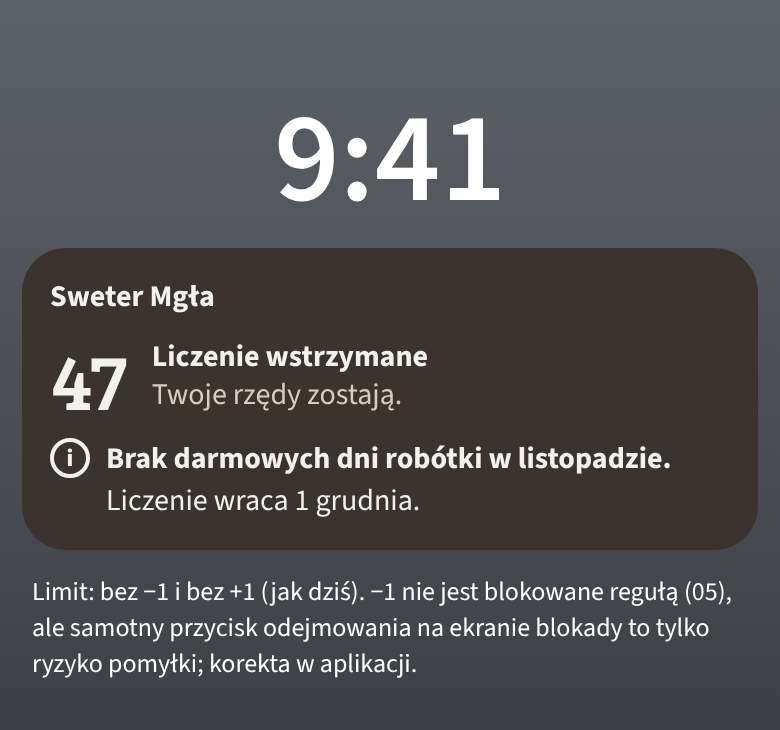 9:41
Sweter Mgła
47
Liczenie wstrzymane
Twoje rzędy zostają.
i
Brak darmowych dni robótki w listopadzie.
Liczenie wraca 1 grudnia.
Limit: bez −1 i bez +1 (jak dziś). −1 nie jest blokowane regułą (05),
ale samotny przycisk odejmowania na ekranie blokady to tylko
ryzyko pomyłki; korekta w aplikacji.